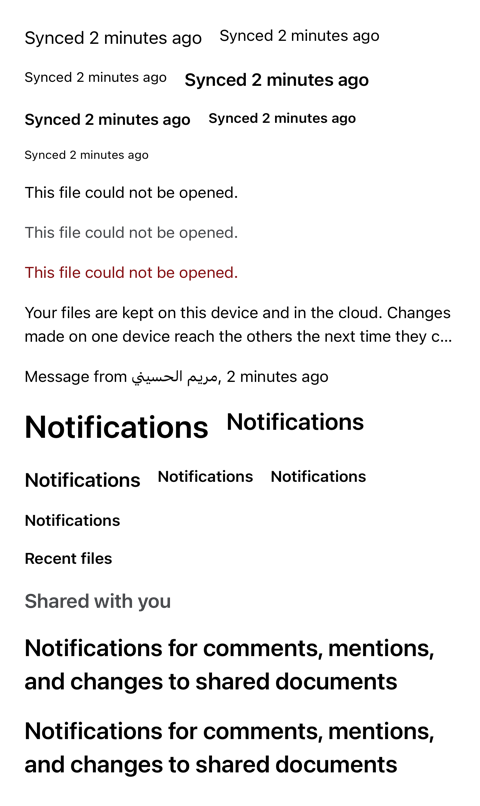 Synced 2 minutes ago Synced 2 minutes ago
Synced 2 minutes ago Synced 2 minutes ago
Synced 2 minutes ago Synced 2 minutes ago
Synced 2 minutes ago
This file could not be opened.
This file could not be opened.
This file could not be opened.
Your files are kept on this device and in the cloud. Changes
made on one device reach the others the next time they c…
Message from مريم الحسيني, 2 minutes ago
Notifications Notifications
Notifications Notifications Notifications
Notifications
Recent files
Shared with you
Notifications for comments, mentions,
and changes to shared documents
Notifications for comments, mentions,
and changes to shared documents